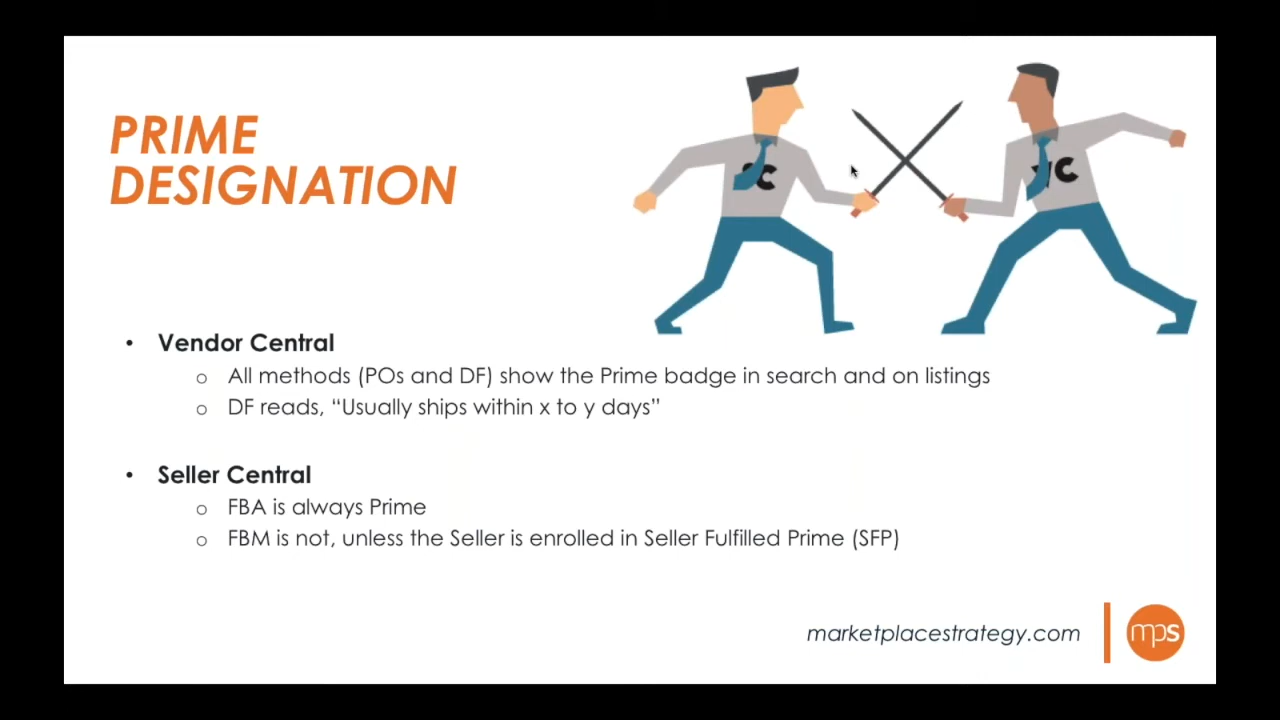 PRIME
DESIGNATION
C
C
• Vendor Central
o All methods (POs and DF) show the Prime badge in search and on listings
o DF reads, “Usually ships within x to y days”
• Seller Central
o FBA is always Prime
o FBM is not, unless the Seller is enrolled in Seller Fulfilled Prime (SFP)
marketplacestrategy.com
mps